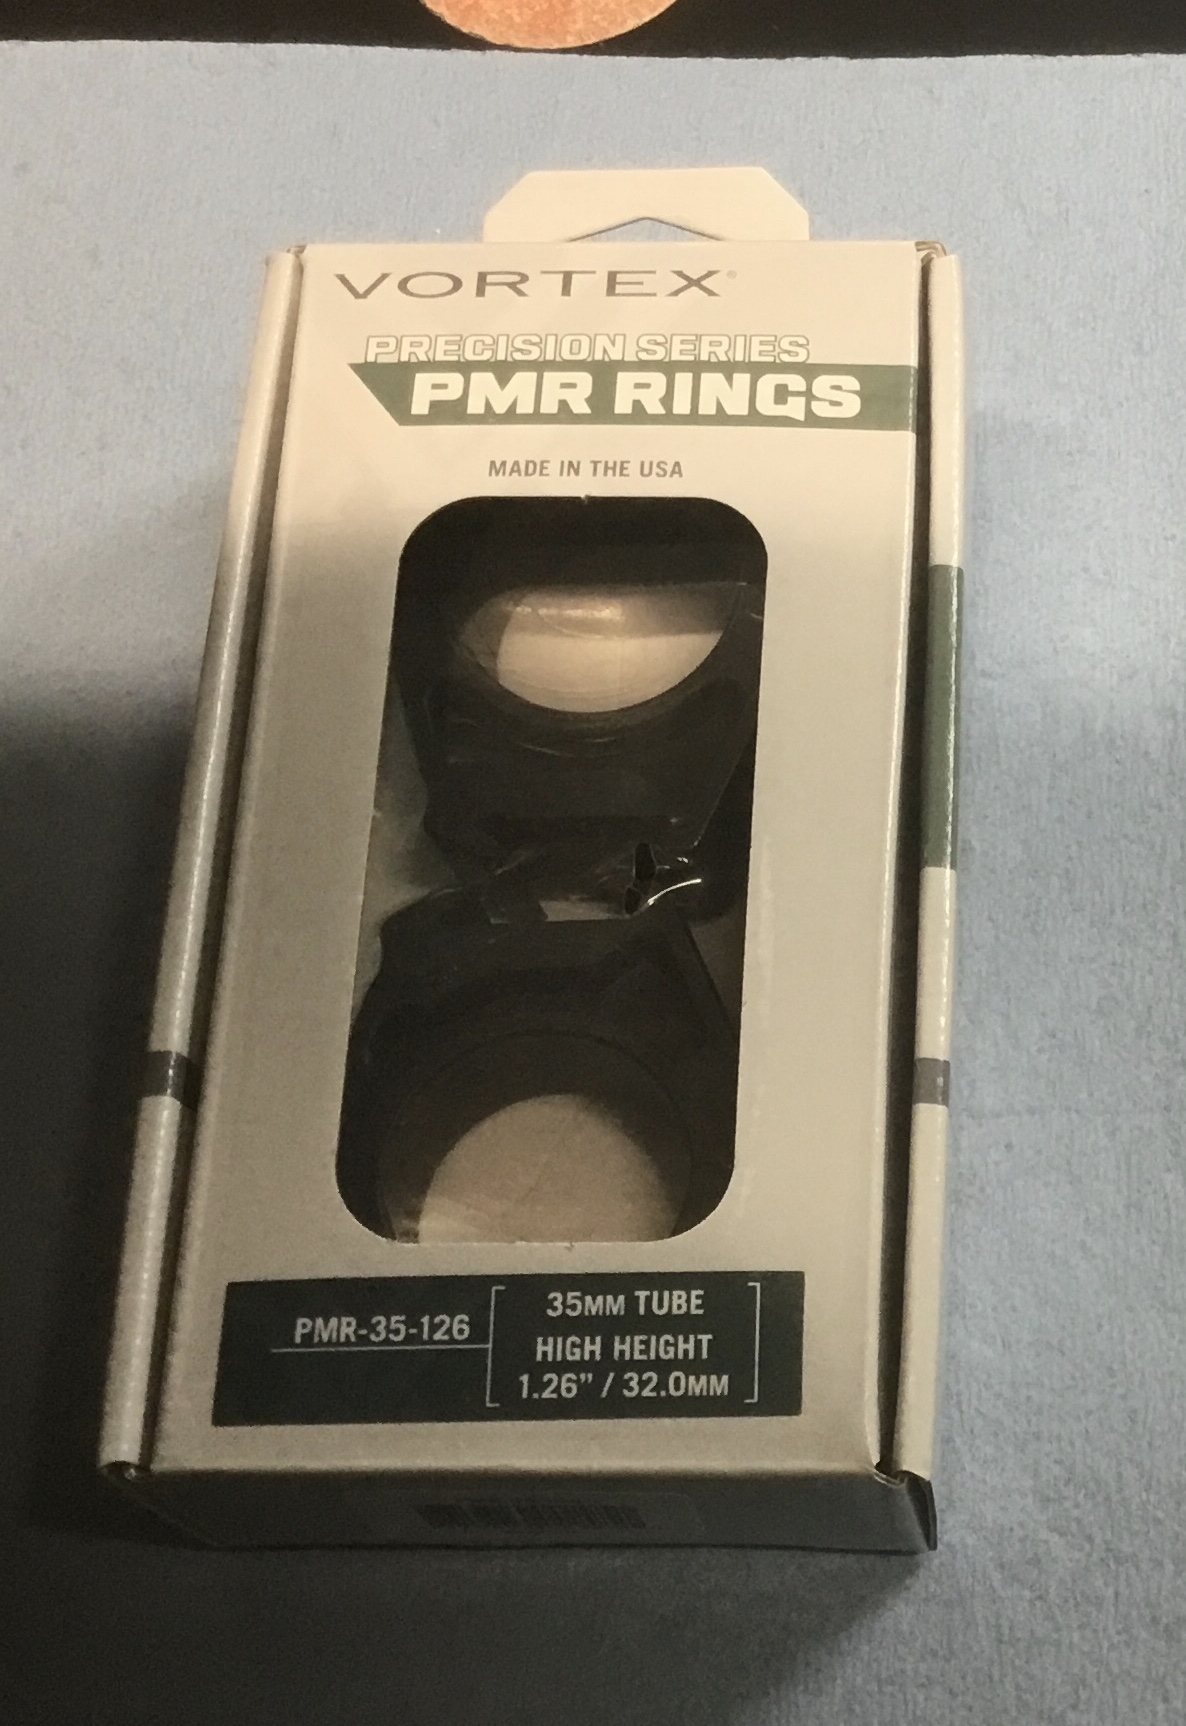 VORTEX®
PRECISION SERIES
PMR RINGS
MADE IN THE USA
PMR-35-126
35MM TUBE
HIGH HEIGHT
1.26” / 32.0MM